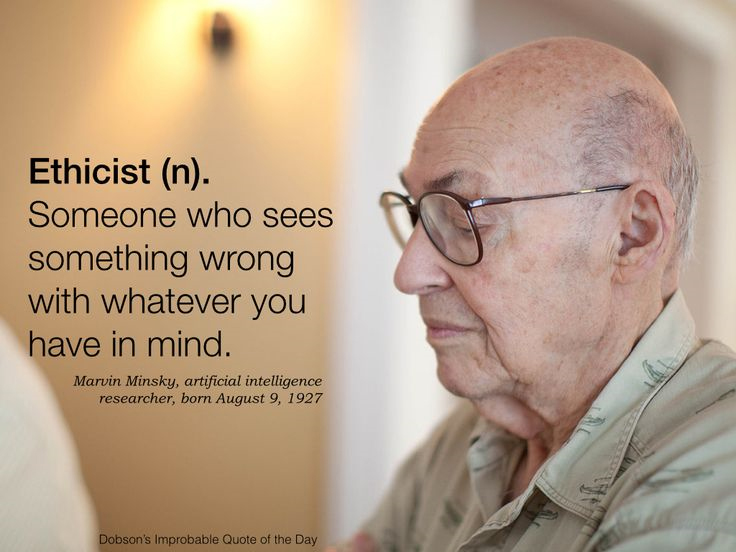 Ethicist (n).
Someone who sees
something wrong
with whatever you
have in mind.
Marvin Minsky, artificial intelligence
researcher, born August 9, 1927
Dobson's Improbable Quote of the Day